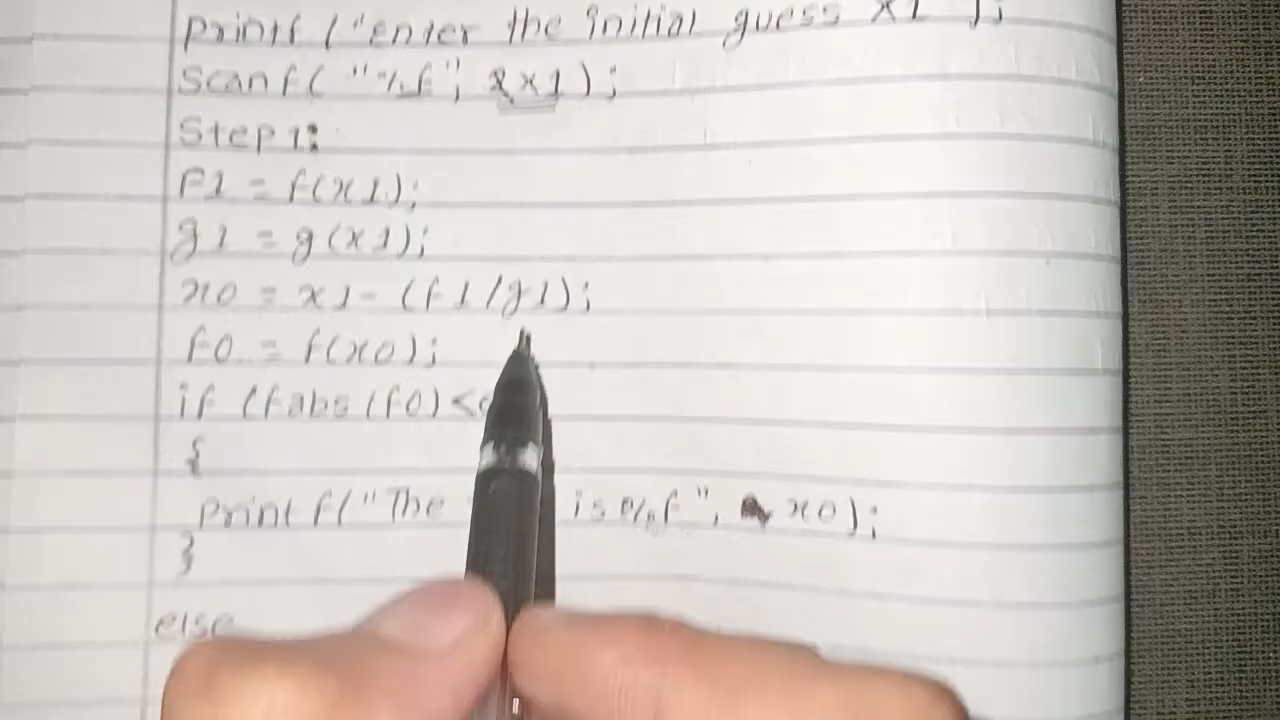 printf ("enter the initial guess x1 ");
Scanf( "%f", &x1);
Step 1:
F1 = f(x1);
g1 = g(x1);
x0 = x1- (f1/g1);
f0 = f(x0);
if (fabs(f0)<
{
printf("The is%f", x0);
}
else